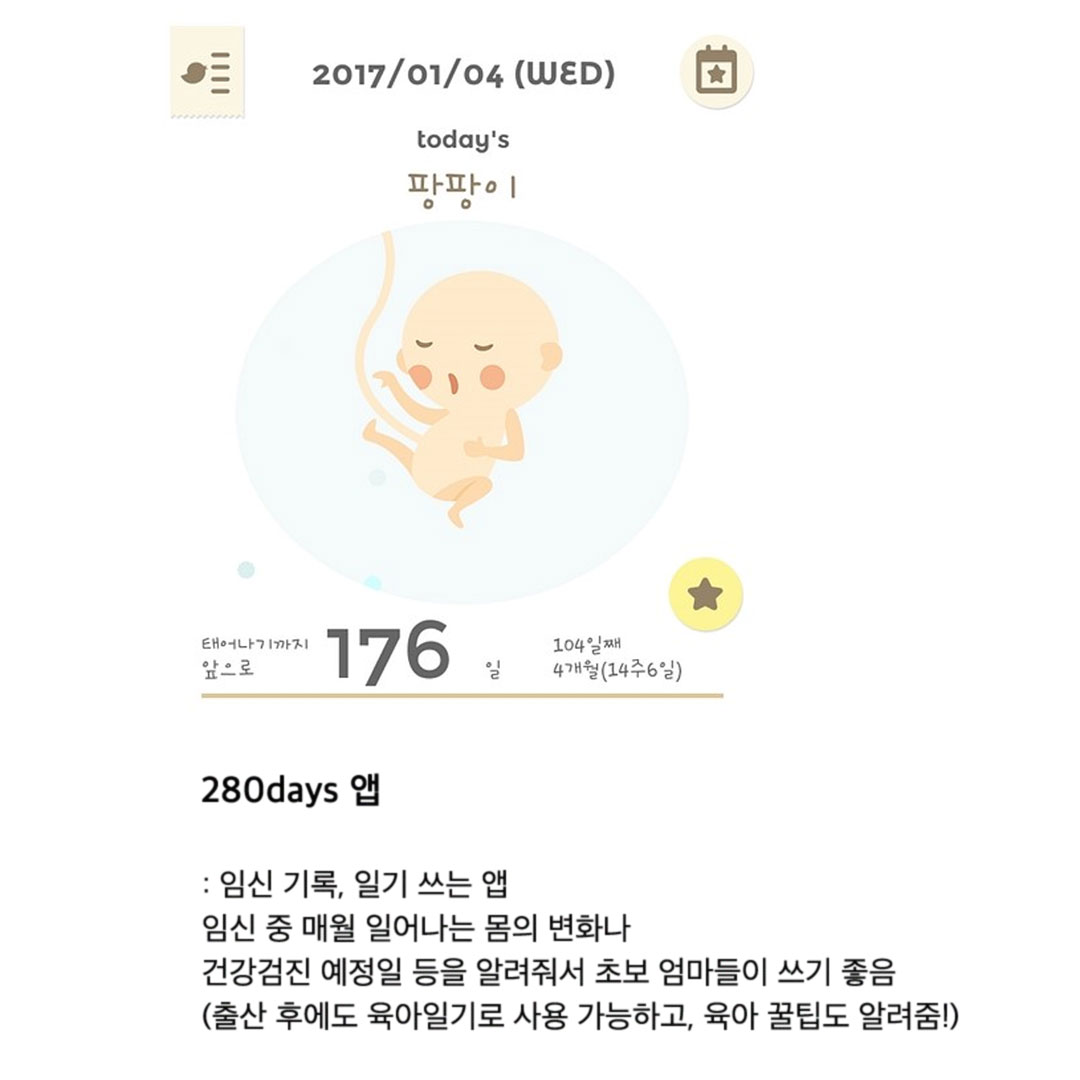 2017/01/04 (WED)
today's
팡팡이
태어나기까지
앞으로
176
일
104일째
4개월(14주6일)
280days 앱
: 임신 기록, 일기 쓰는 앱
임신 중 매월 일어나는 몸의 변화나
건강검진 예정일 등을 알려줘서 초보 엄마들이 쓰기 좋음
(출산 후에도 육아일기로 사용 가능하고, 육아 꿀팁도 알려줌!)